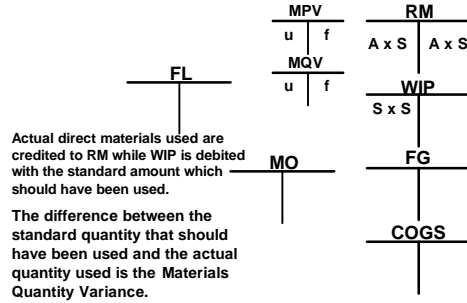 MPV
RM
u f
A x S A x S
MQV
FL
u f
WIP
S x S
Actual direct materials used are
credited to RM while WIP is debited
with the standard amount which
should have been used.
MO
FG
The difference between the
standard quantity that should
have been used and the actual
quantity used is the Materials
Quantity Variance.
COGS